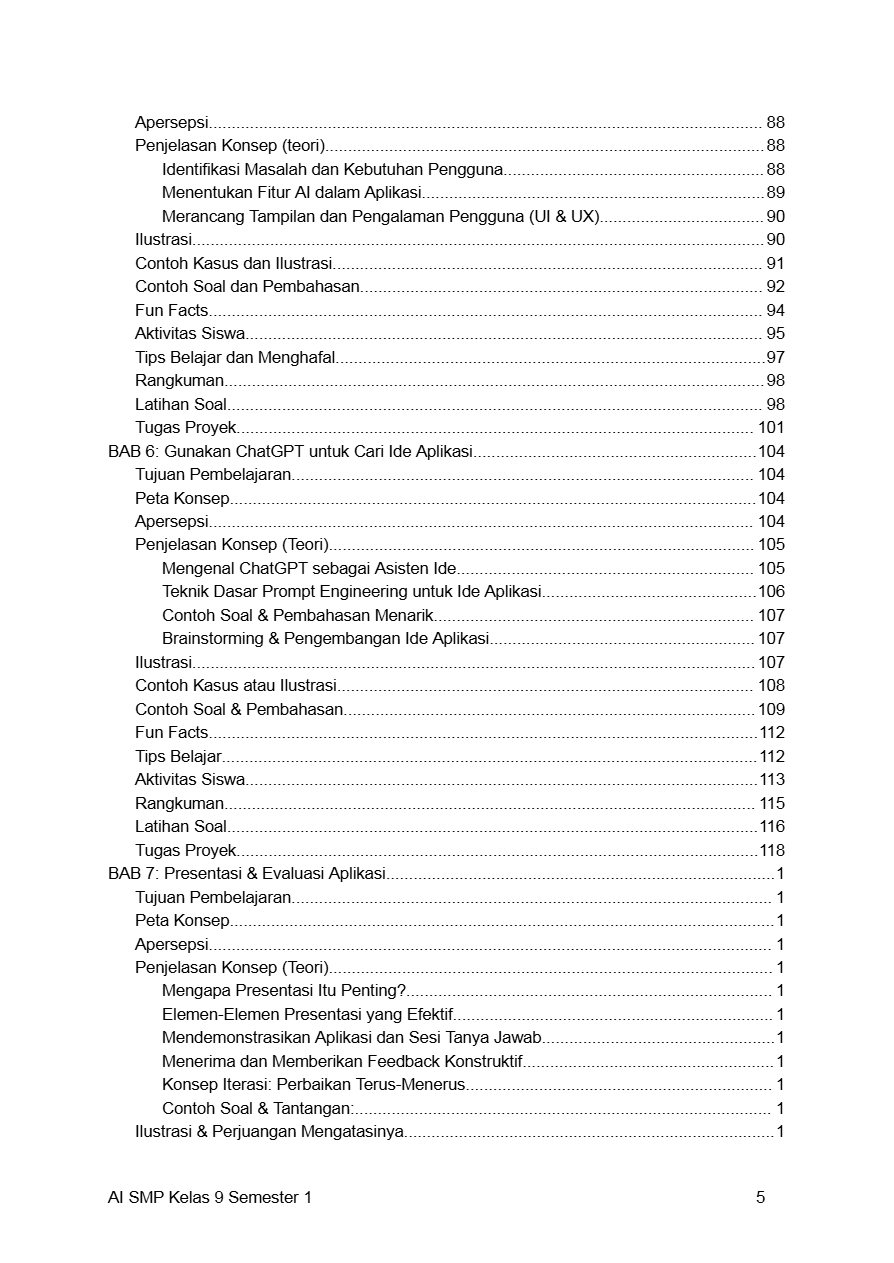 Apersepsi........................................ 88
Penjelasan Konsep (teori)........................................88
Identifikasi Masalah dan Kebutuhan Pengguna........................................88
Menentukan Fitur AI dalam Aplikasi........................................89
Merancang Tampilan dan Pengalaman Pengguna (UI & UX)........................................90
Ilustrasi........................................90
Contoh Kasus dan Ilustrasi........................................ 91
Contoh Soal dan Pembahasan........................................ 92
Fun Facts........................................ 94
Aktivitas Siswa........................................ 95
Tips Belajar dan Menghafal........................................97
Rangkuman........................................98
Latihan Soal........................................ 98
Tugas Proyek........................................ 101
BAB 6: Gunakan ChatGPT untuk Cari Ide Aplikasi........................................104
Tujuan Pembelajaran........................................ 104
Peta Konsep........................................104
Apersepsi........................................ 104
Penjelasan Konsep (Teori)........................................ 105
Mengenal ChatGPT sebagai Asisten Ide........................................ 105
Teknik Dasar Prompt Engineering untuk Ide Aplikasi........................................106
Contoh Soal & Pembahasan Menarik........................................ 107
Brainstorming & Pengembangan Ide Aplikasi........................................107
Ilustrasi........................................107
Contoh Kasus atau Ilustrasi........................................ 108
Contoh Soal & Pembahasan........................................109
Fun Facts........................................112
Tips Belajar........................................112
Aktivitas Siswa........................................113
Rangkuman........................................ 115
Latihan Soal........................................116
Tugas Proyek........................................118
BAB 7: Presentasi & Evaluasi Aplikasi........................................1
Tujuan Pembelajaran........................................ 1
Peta Konsep........................................1
Apersepsi........................................ 1
Penjelasan Konsep (Teori)........................................ 1
Mengapa Presentasi Itu Penting?........................................ 1
Elemen-Elemen Presentasi yang Efektif........................................ 1
Mendemonstrasikan Aplikasi dan Sesi Tanya Jawab........................................1
Menerima dan Memberikan Feedback Konstruktif........................................1
Konsep Iterasi: Perbaikan Terus-Menerus........................................ 1
Contoh Soal & Tantangan:........................................ 1
Ilustrasi & Perjuangan Mengatasinya........................................1
AI SMP Kelas 9 Semester 1 5